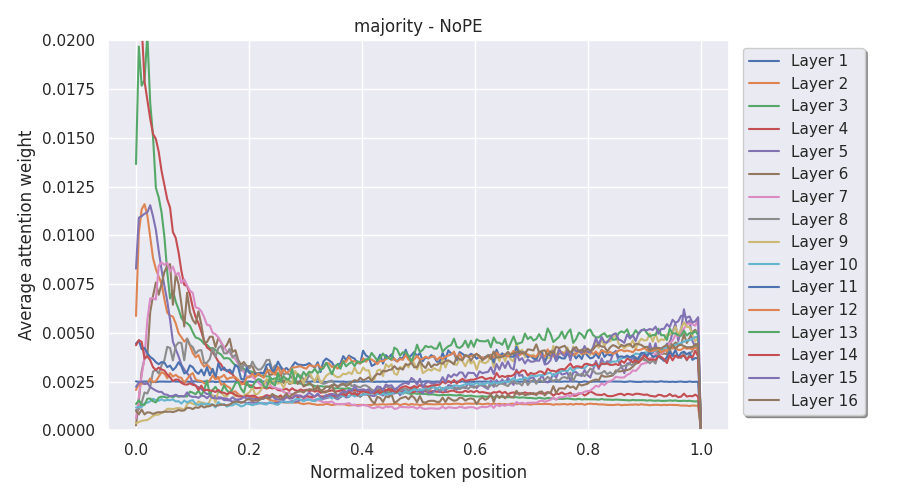 majority - NoPE
0.0200
0.0175
0.0150
0.0125
0.0100
0.0075
0.0050
0.0025
0.0000
Average attention weight
0.0 0.2 0.4 0.6 0.8 1.0
Normalized token position
Layer 1
Layer 2
Layer 3
Layer 4
Layer 5
Layer 6
Layer 7
Layer 8
Layer 9
Layer 10
Layer 11
Layer 12
Layer 13
Layer 14
Layer 15
Layer 16